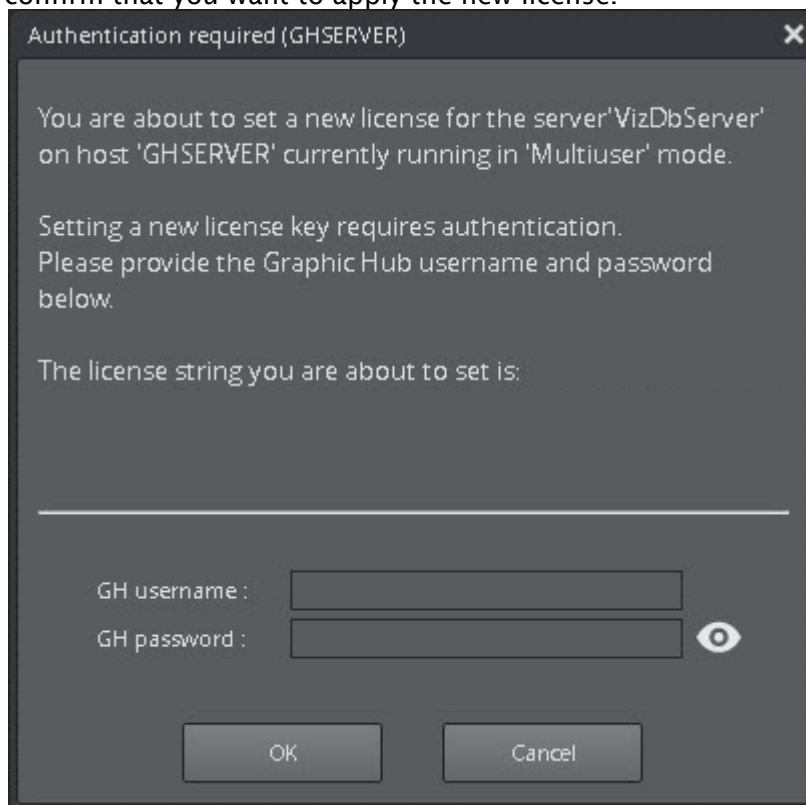 confirm that you want to apply the new license.
Authentication required (GHSERVER)
You are about to set a new license for the server'VizDbServer'
on host 'GHSERVER' currently running in 'Multiuser' mode.
Setting a new license key requires authentication.
Please provide the Graphic Hub username and password
below.
The license string you are about to set is:
GH username :
GH password :
OK
Cancel